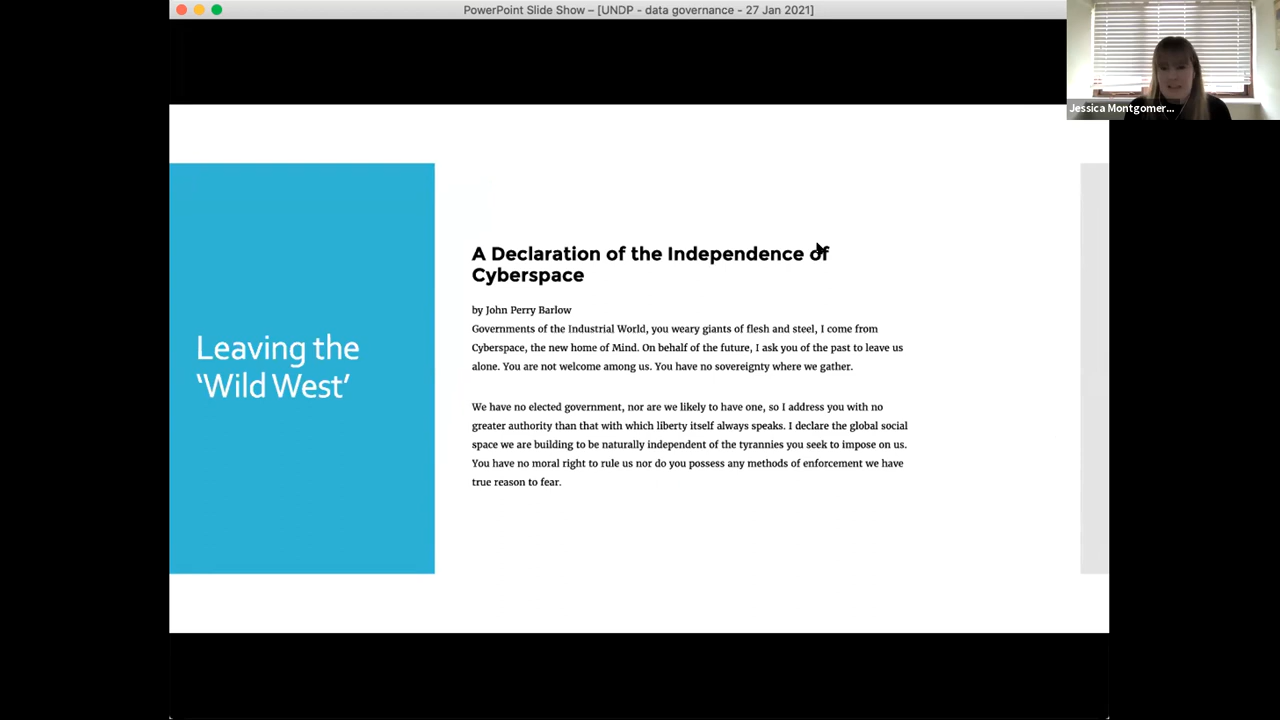 PowerPoint Slide Show – [UNDP - data governance - 27 Jan 2021]
Jessica Montgomer...
Leaving the
‘Wild West’
A Declaration of the Independence of
Cyberspace
by John Perry Barlow
Governments of the Industrial World, you weary giants of flesh and steel, I come from
Cyberspace, the new home of Mind. On behalf of the future, I ask you of the past to leave us
alone. You are not welcome among us. You have no sovereignty where we gather.
We have no elected government, nor are we likely to have one, so I address you with no
greater authority than that with which liberty itself always speaks. I declare the global social
space we are building to be naturally independent of the tyrannies you seek to impose on us.
You have no moral right to rule us nor do you possess any methods of enforcement we have
true reason to fear.